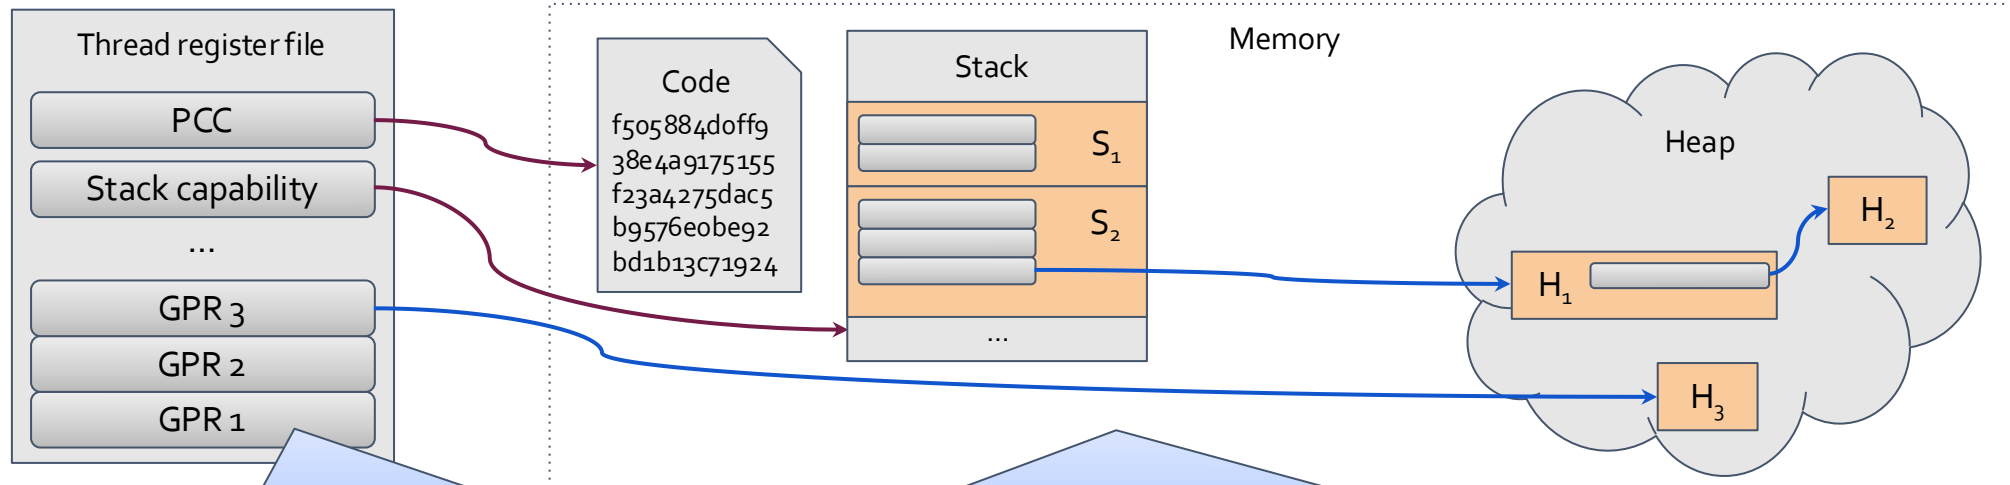 Thread register file
PCC
Stack capability
...
GPR 3
GPR 2
GPR 1
Memory
Code
f505884d0ff9
38e4a9175155
f23a4275dac5
b9576e0be92
bd1b13c71924
Stack
S1
S2
...
Heap
H1
H2
H3